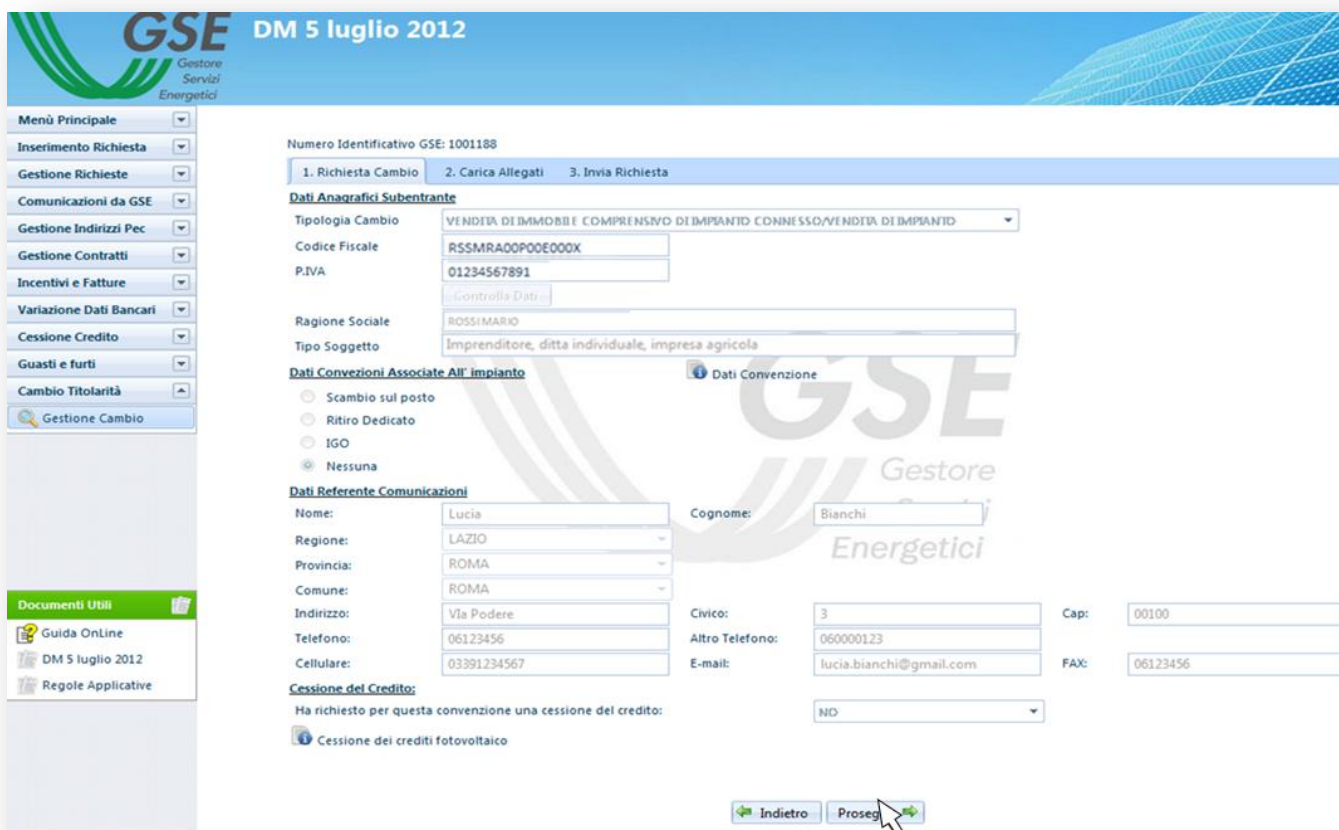 GSE
DM 5 luglio 2012
Gestore
Servizi
Energetici
Menù Principale
Inserimento Richiesta
Gestione Richieste
Comunicazioni da GSE
Gestione Indirizzi Pec
Gestione Contratti
Incentivi e Fatture
Variazione Dati Bancari
Cessione Credito
Guasti e furti
Cambio Titolarità
Gestione Cambio
Documenti Utili
Guida OnLine
DM 5 luglio 2012
Regole Applicative
Numero Identificativo GSE: 1001188
1. Richiesta Cambio 2. Carica Allegati 3. Invia Richiesta
Dati Anagrafici Subentrante
Tipologia Cambio VENDITA DI IMMOBILE COMPRENSIVO DI IMPIANTO CONNESSO/VENDITA DI IMPIANTO
Codice Fiscale RSSMRA00P00E000X
P.IVA 01234567891
Controlla Dati
Ragione Sociale ROSSI MARIO
Tipo Soggetto Imprenditore, ditta individuale, impresa agricola
Dati Convezioni Associate All' impianto Dati Convenzione
Scambio sul posto
Ritiro Dedicato
IGO
Nessuna
GSE
Gestore
Energetici
Dati Referente Comunicazioni
Nome: Lucia Cognome: Bianchi
Regione: LAZIO
Provincia: ROMA
Comune: ROMA
Indirizzo: VIa Podere Civico: 3 Cap: 00100
Telefono: 06123456 Altro Telefono: 060000123
Cellulare: 03391234567 E-mail: lucia.bianchi@gmail.com FAX: 06123456
Cessione del Credito:
Ha richiesto per questa convenzione una cessione del credito: NO
Cessione dei crediti fotovoltaico
Indietro Proseg